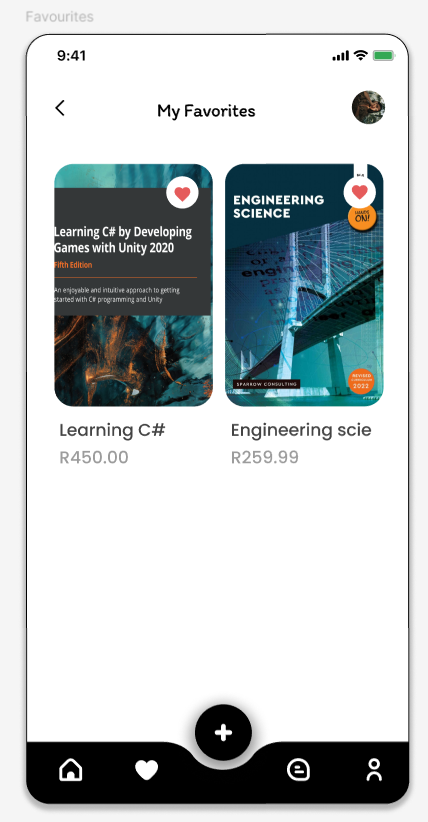 Favourites
9:41
My Favorites
Learning C# by Developing
Games with Unity 2020
Fifth Edition
An enjoyable and intuitive approach to getting
started with C# programming and Unity
ENGINEERING
SCIENCE
HANDS
ON!
SPARROW CONSULTING
REVISED
2022
Learning C#
R450.00
Engineering scie
R259.99